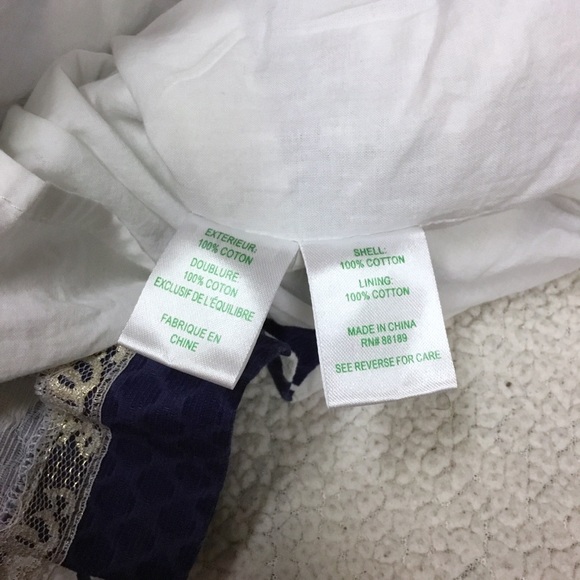 EXTERIEUR:
100% COTON
DOUBLURE:
100% COTON
EXCLUSIF DE L'ÉQUILIBRE
FABRIQUE EN
CHINE
SHELL:
100% COTTON
LINING:
100% COTTON
MADE IN CHINA
RN# 88189
SEE REVERSE FOR CARE